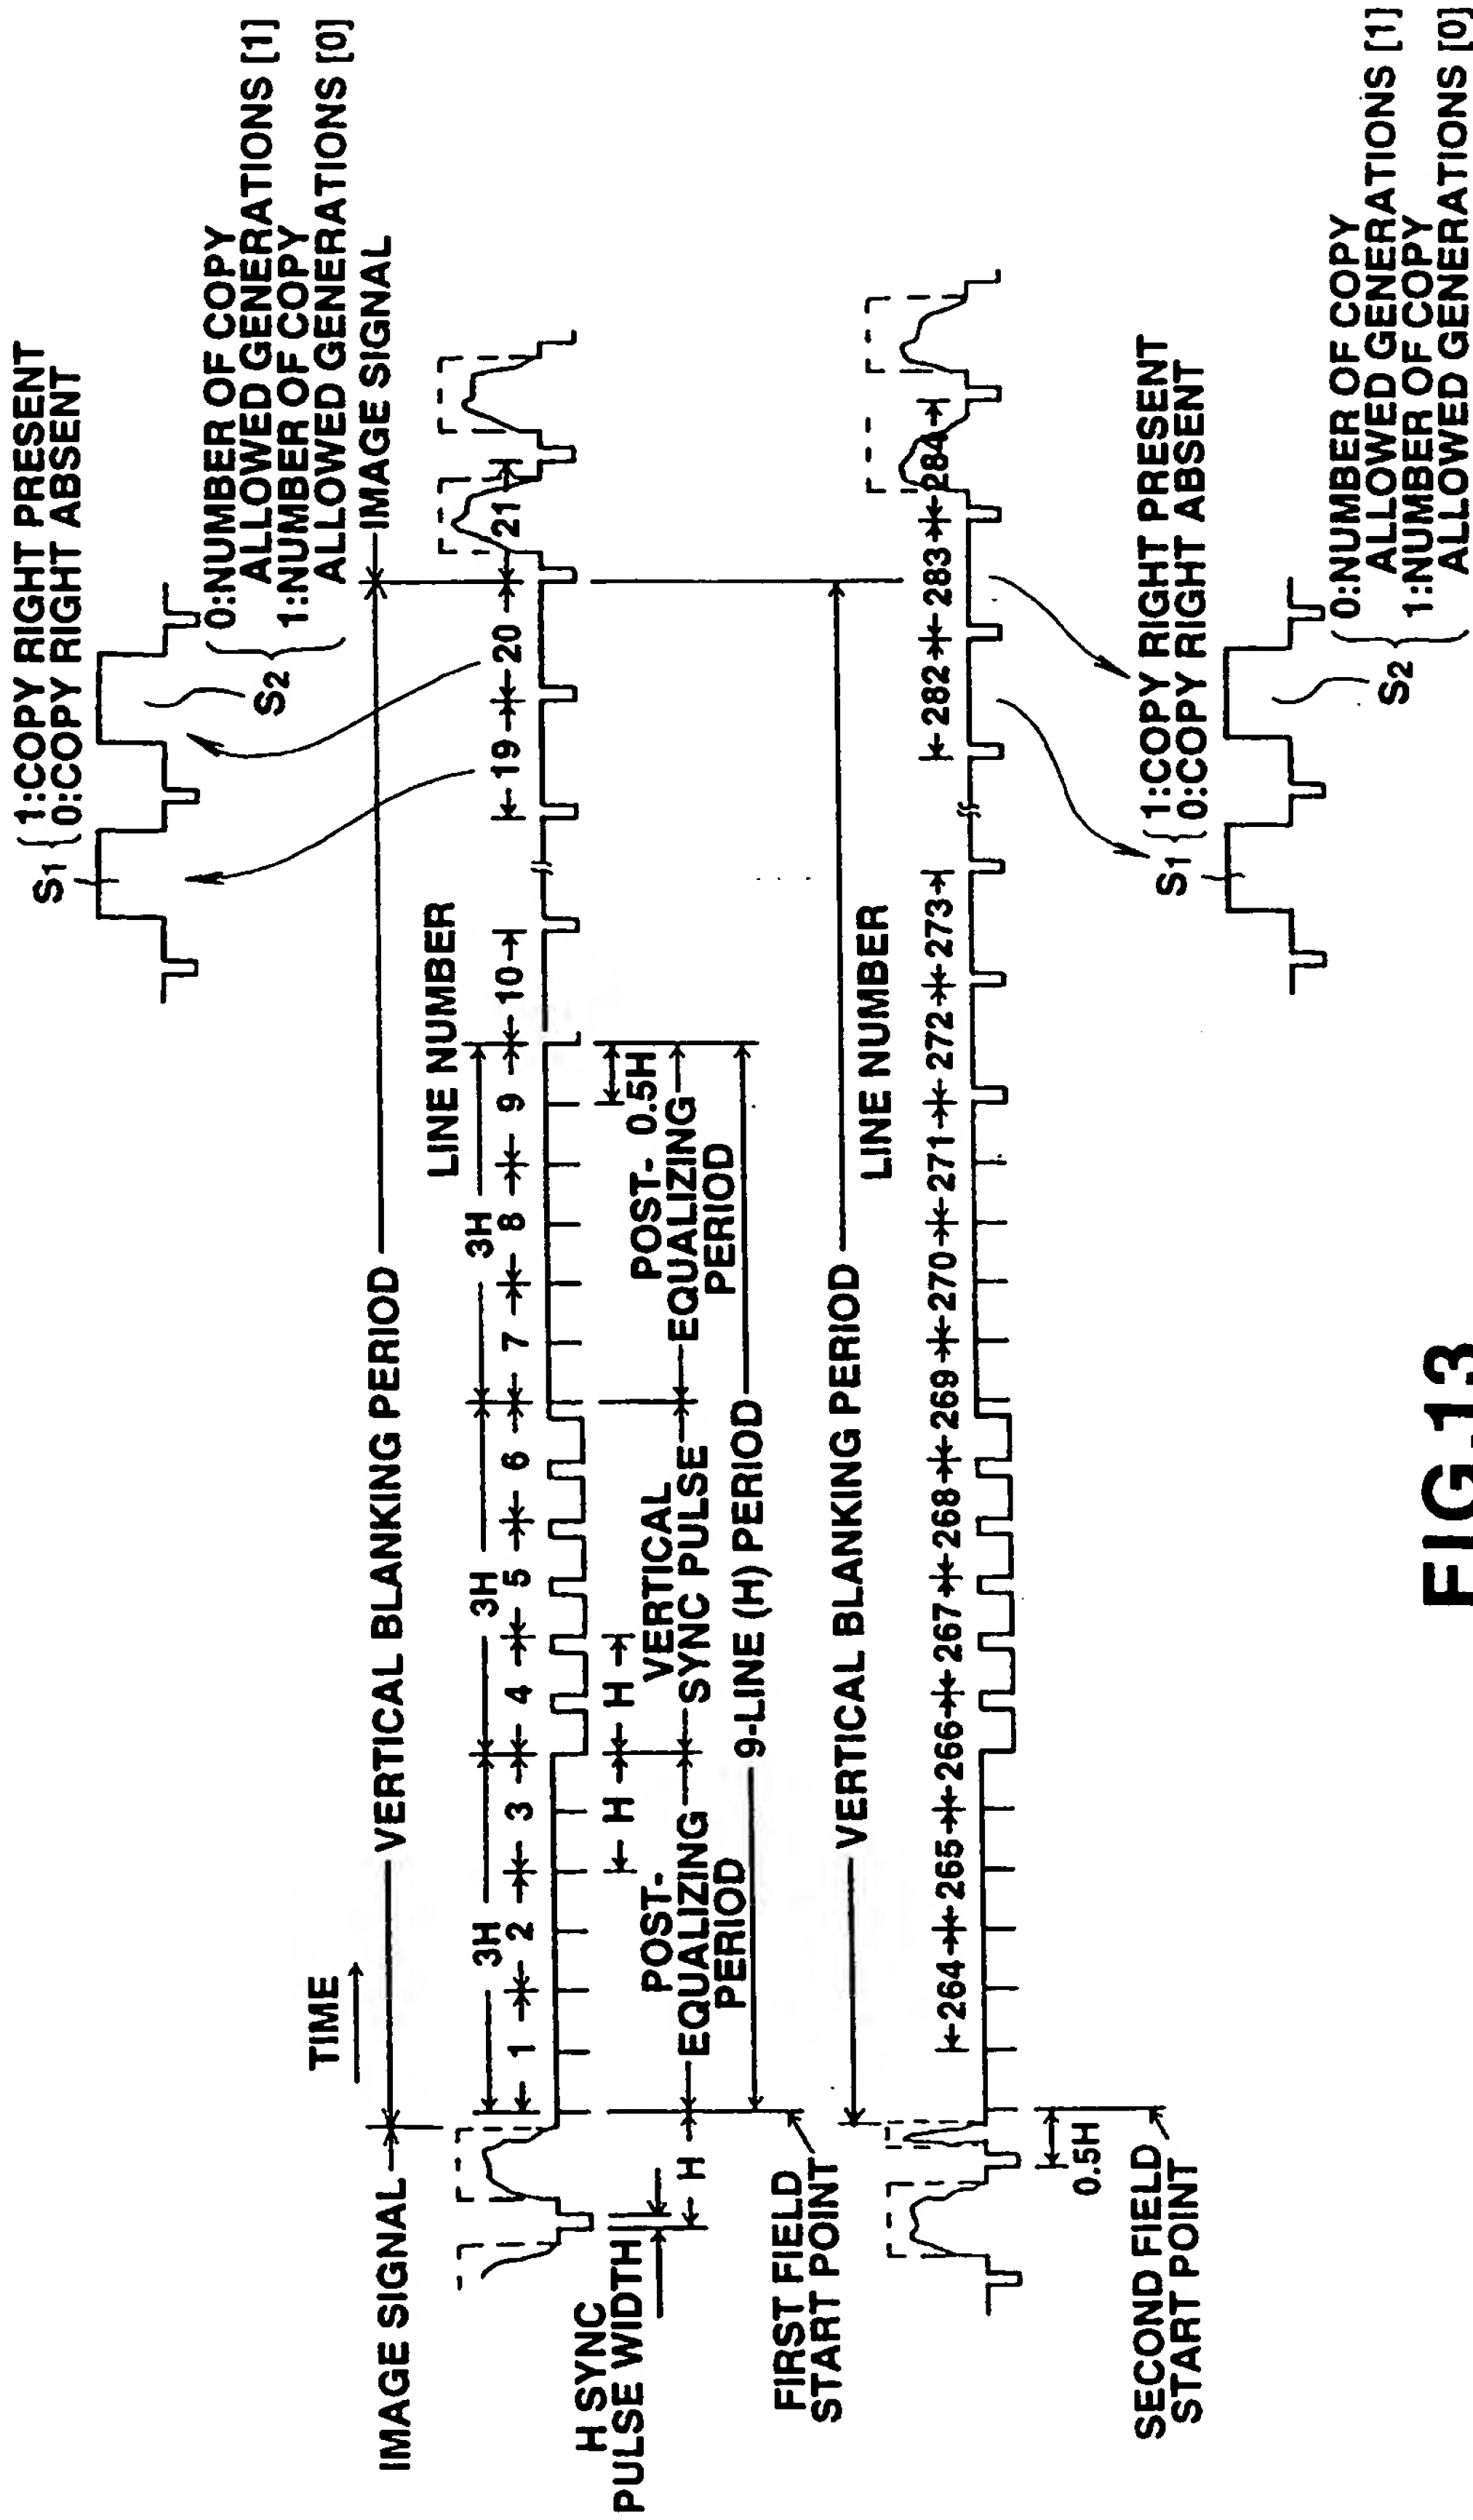 1:COPY RIGHT PRESENT
0:COPY RIGHT ABSENT
S1
S2
0:NUMBER OF COPY
ALLOWED GENERATIONS [1]
1:NUMBER OF COPY
ALLOWED GENERATIONS [0]
TIME
IMAGE SIGNAL
VERTICAL BLANKING PERIOD
IMAGE SIGNAL
LINE NUMBER
3H
3H
3H
1 2 3 4 5 6 7 8 9 10 19 20 21
H SYNC
PULSE WIDTH
H
H
H
0.5H
POST-
EQUALIZING
PERIOD
VERTICAL
SYNC PULSE
POST-
EQUALIZING
PERIOD
9-LINE (H) PERIOD
FIRST FIELD
START POINT
VERTICAL BLANKING PERIOD
LINE NUMBER
264 265 266 267 268 269 270 271 272 273 282 283 284
0.5H
SECOND FIELD
START POINT
S1
1:COPY RIGHT PRESENT
0:COPY RIGHT ABSENT
S2
0:NUMBER OF COPY
ALLOWED GENERATIONS [1]
1:NUMBER OF COPY
ALLOWED GENERATIONS [0]
FIG.13